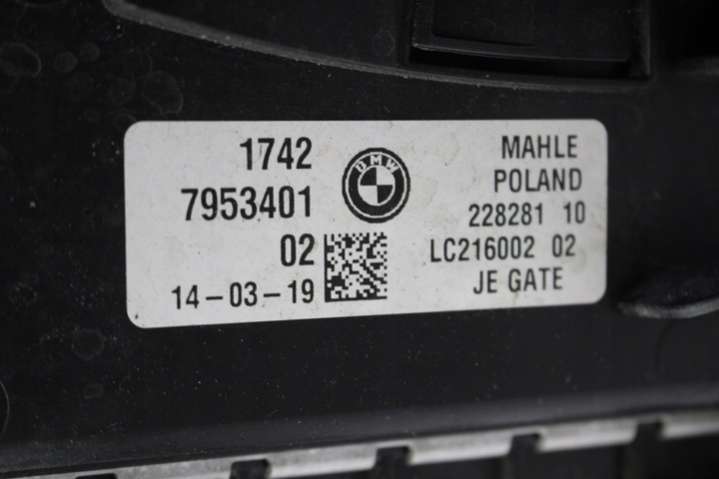 1742
7953401
02
14-03-19
BMW
MAHLE
POLAND
228281 10
LC216002 02
JE GATE